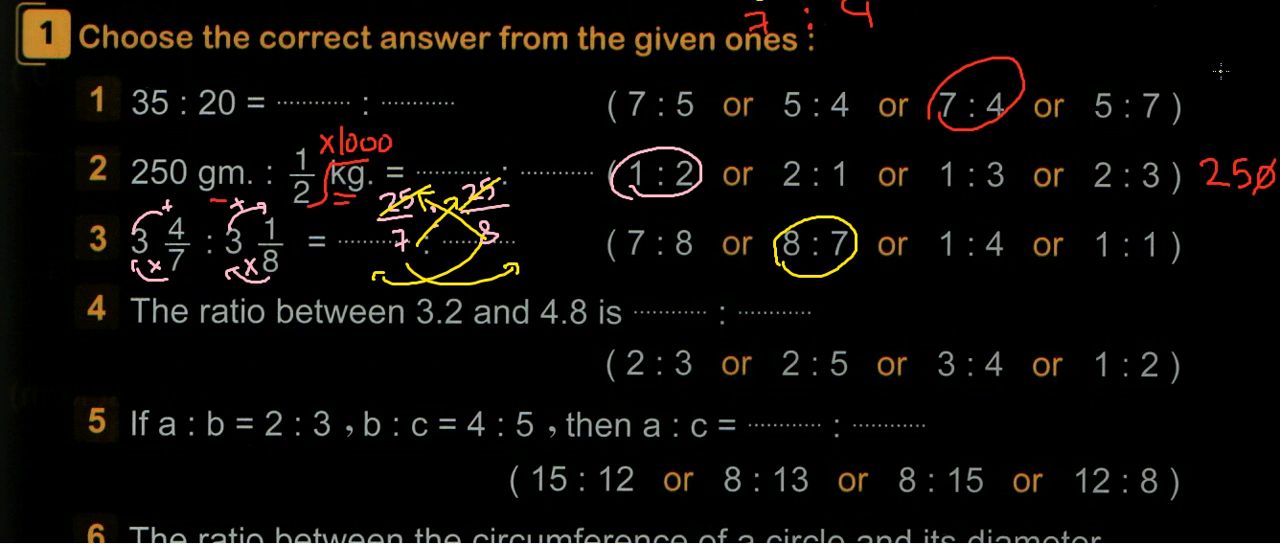 7 : 4
1 Choose the correct answer from the given ones :
1 35 : 20 = ........... : ........... ( 7 : 5 or 5 : 4 or 7 : 4 or 5 : 7 )
x1000
2 250 gm. : 1/2 kg. = ........... : ........... ( 1 : 2 or 2 : 1 or 1 : 3 or 2 : 3 ) 250
25/7 : 25/8
3 3 4/7 : 3 1/8 = ........... : ........... ( 7 : 8 or 8 : 7 or 1 : 4 or 1 : 1 )
+ + x x
4 The ratio between 3.2 and 4.8 is ........... : ...........
( 2 : 3 or 2 : 5 or 3 : 4 or 1 : 2 )
5 If a : b = 2 : 3 , b : c = 4 : 5 , then a : c = ........... : ...........
( 15 : 12 or 8 : 13 or 8 : 15 or 12 : 8 )
6 The ratio between the circumference of a circle and its diameter